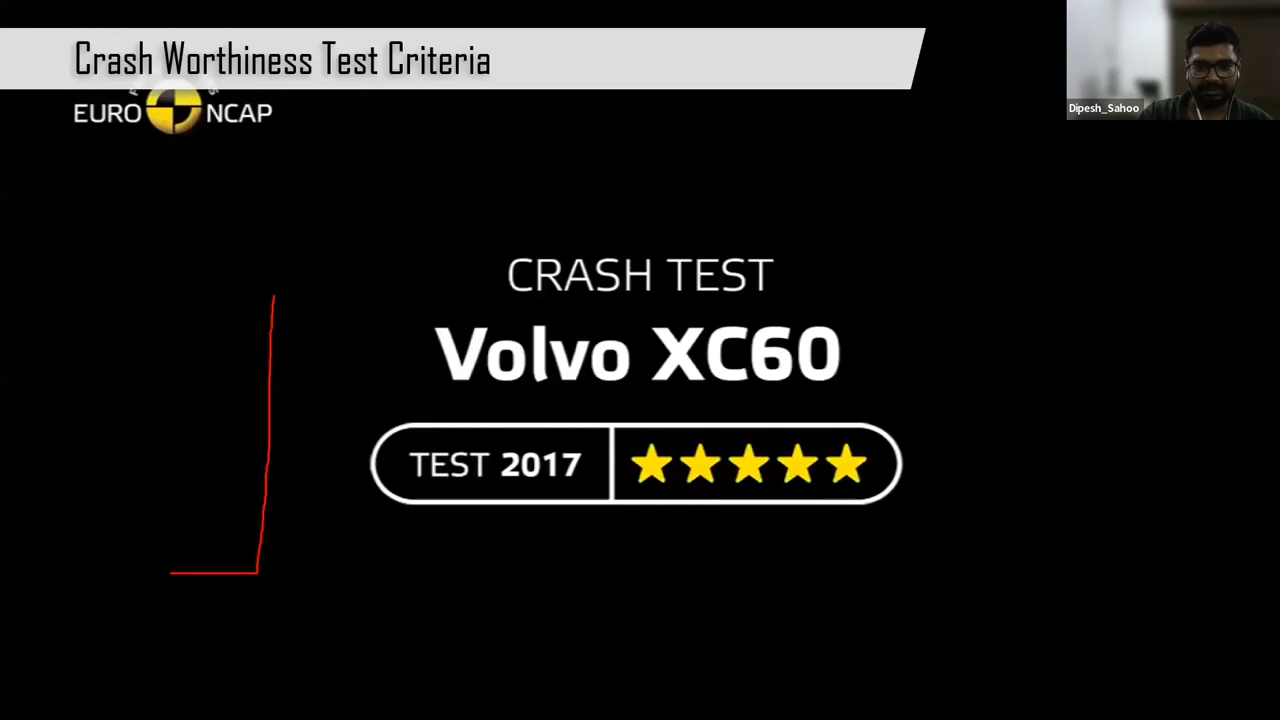 Crash Worthiness Test Criteria
EURO NCAP
Dipesh_Sahoo
CRASH TEST
Volvo XC60
TEST 2017